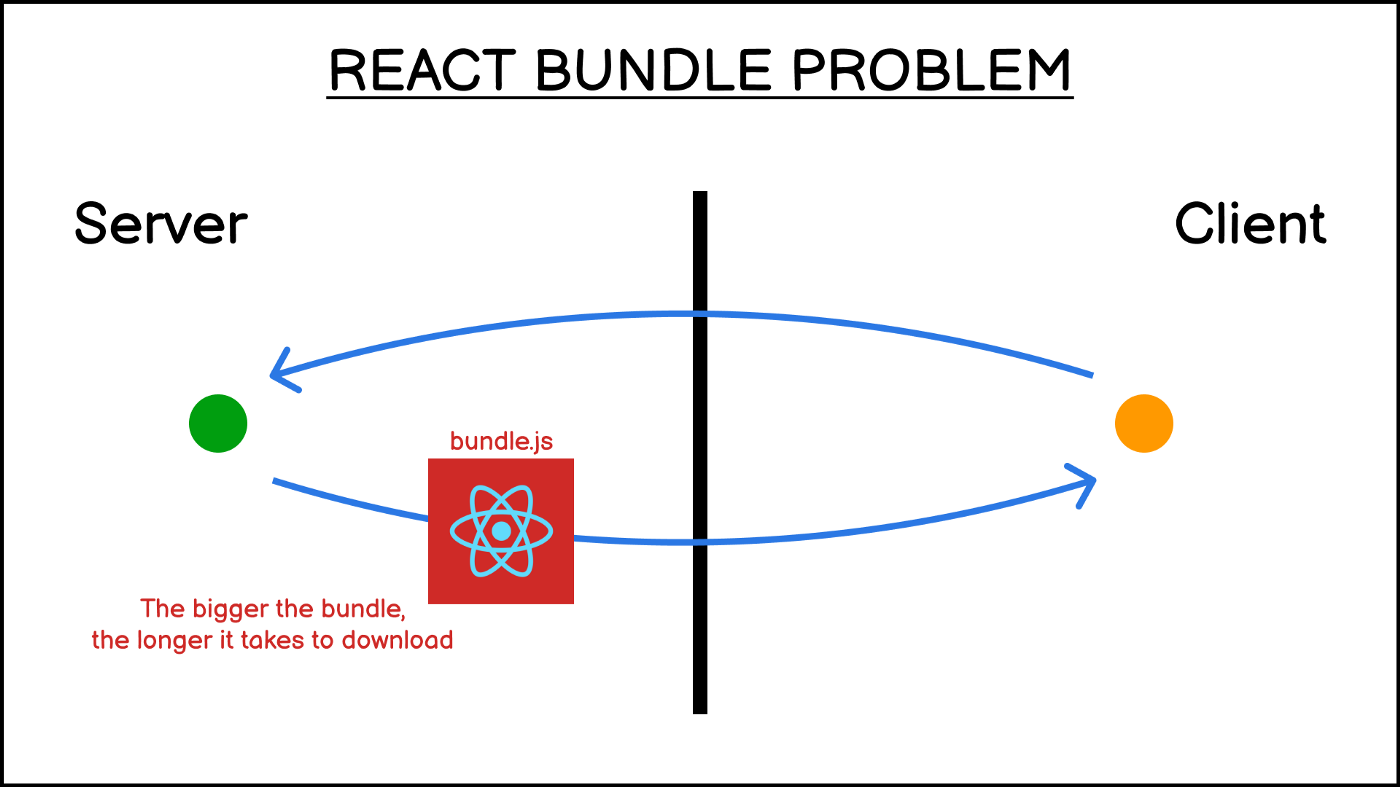 REACT BUNDLE PROBLEM
Server
Client
bundle.js
The bigger the bundle,
the longer it takes to download